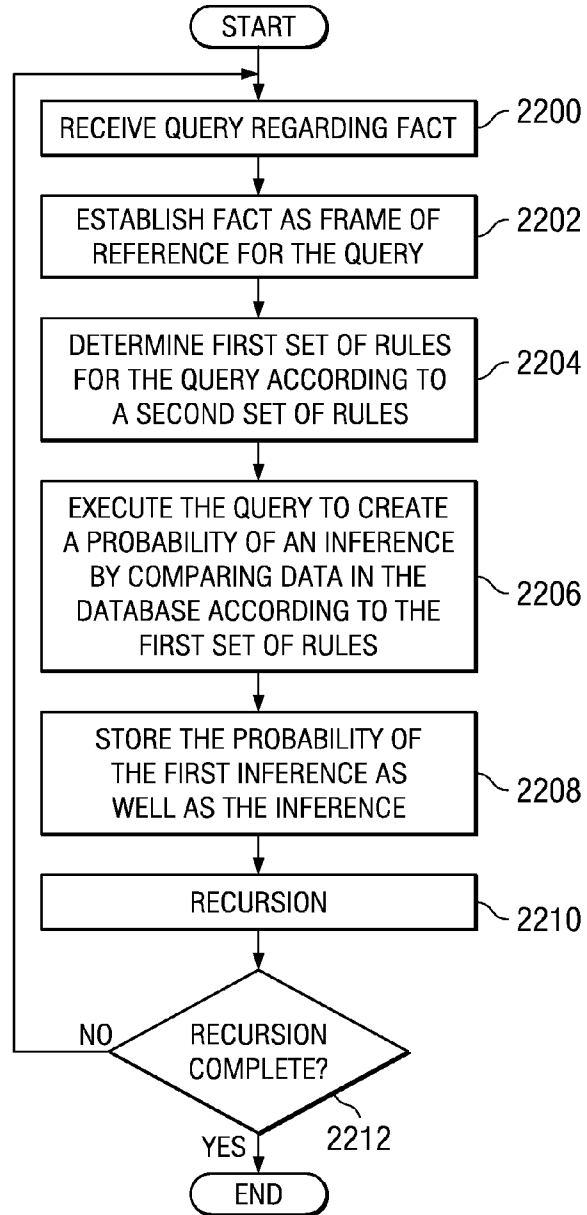 START
RECEIVE QUERY REGARDING FACT
2200
ESTABLISH FACT AS FRAME OF
REFERENCE FOR THE QUERY
2202
DETERMINE FIRST SET OF RULES
FOR THE QUERY ACCORDING TO
A SECOND SET OF RULES
2204
EXECUTE THE QUERY TO CREATE
A PROBABILITY OF AN INFERENCE
BY COMPARING DATA IN THE
DATABASE ACCORDING TO THE
FIRST SET OF RULES
2206
STORE THE PROBABILITY OF
THE FIRST INFERENCE AS
WELL AS THE INFERENCE
2208
RECURSION
2210
NO
RECURSION
COMPLETE?
2212
YES
END